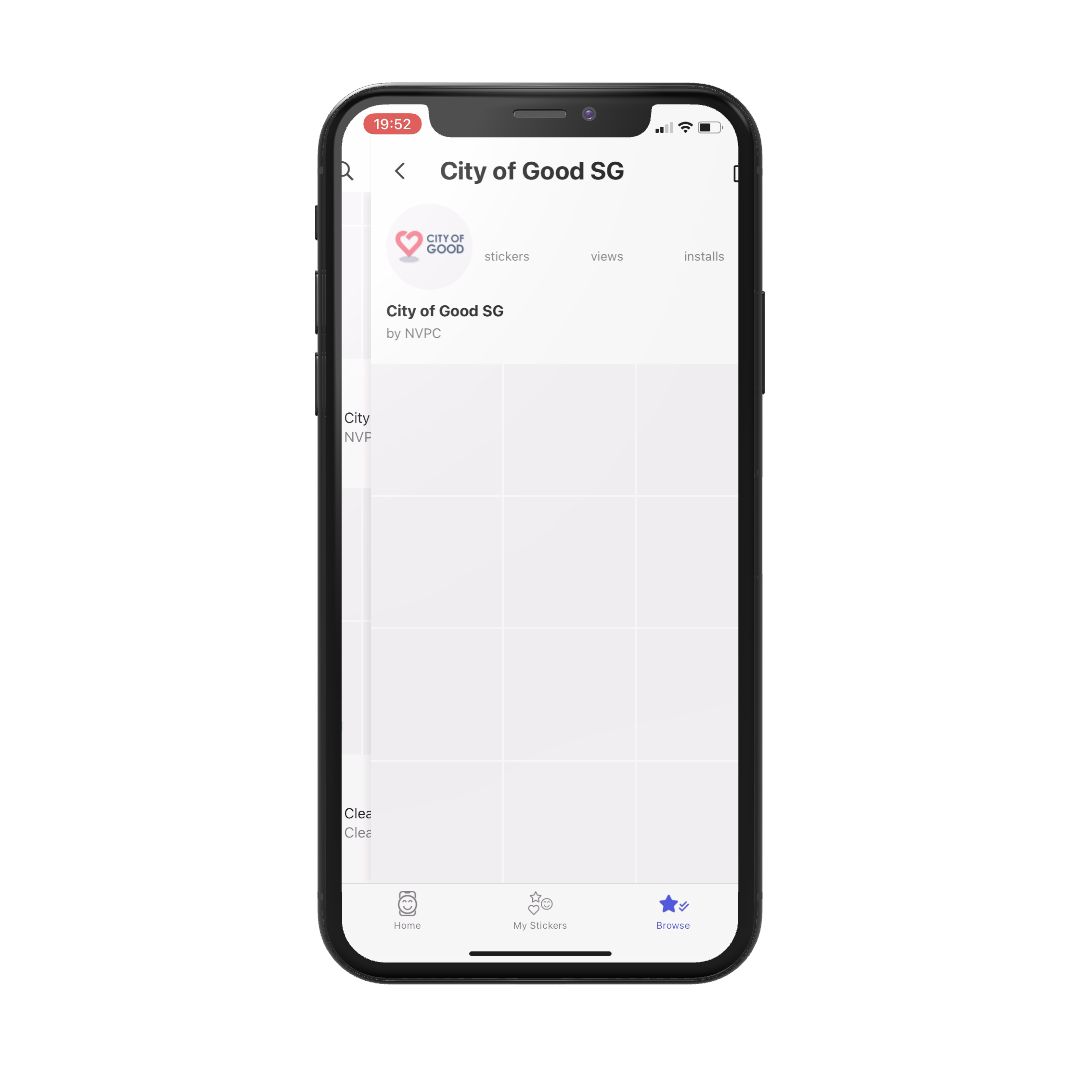 19:52
City of Good SG
CITY OF
GOOD
stickers views installs
City of Good SG
by NVPC
City
NVP
Clea
Clea
Home My Stickers Browse